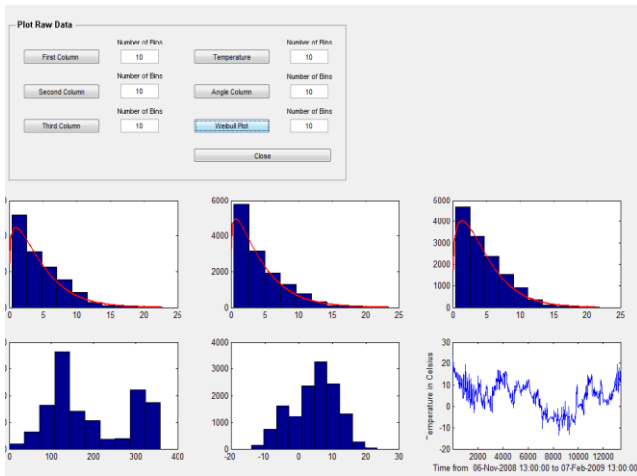 Plot Raw Data
Number of Bins
Number of Bins
First Column
10
Temperature
10
Number of Bins
Number of Bins
Second Column
10
Angle Column
10
Number of Bins
Number of Bins
Third Column
10
Weibull Plot
10
Close
6000
4000
2000
0
5000
4000
3000
2000
1000
0
0 5 10 15 20 25
0 5 10 15 20 25
0 5 10 15 20 25
4000
3000
2000
1000
0
30
20
10
0
-10
-20
Temperature in Celsius
0 100 200 300 400
-20 -10 0 10 20 30
2000 4000 6000 8000 10000 12000
Time from 06-Nov-2008 13:00:00 to 07-Feb-2009 13:00:00